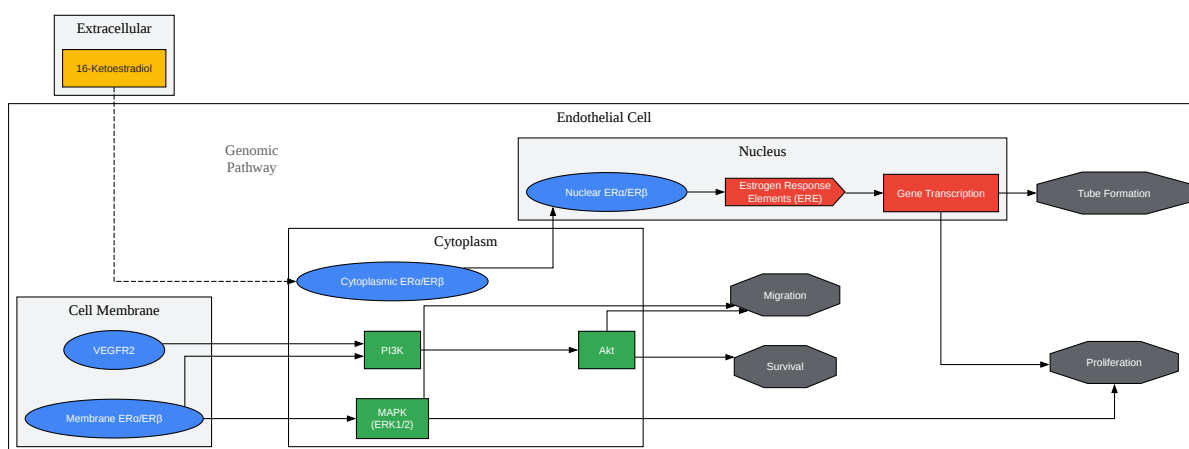 Extracellular
16-Ketoestradiol
Endothelial Cell
Genomic
Pathway
Nucleus
Nuclear ERα/ERβ
Estrogen Response
Elements (ERE)
Gene Transcription
Tube Formation
Cytoplasm
Cytoplasmic ERα/ERβ
Migration
Cell Membrane
VEGFR2
PI3K
Akt
Survival
Proliferation
Membrane ERα/ERβ
MAPK
(ERK1/2)